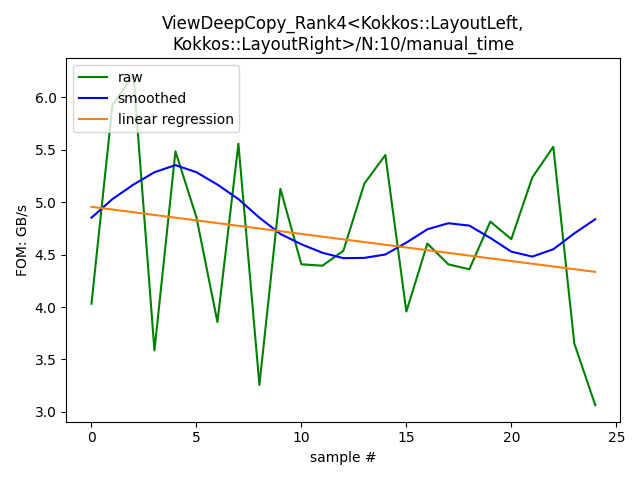 ViewDeepCopy_Rank4<Kokkos::LayoutLeft,
Kokkos::LayoutRight>/N:10/manual_time
raw
smoothed
linear regression
FOM: GB/s
6.0
5.5
5.0
4.5
4.0
3.5
3.0
0 5 10 15 20 25
sample #